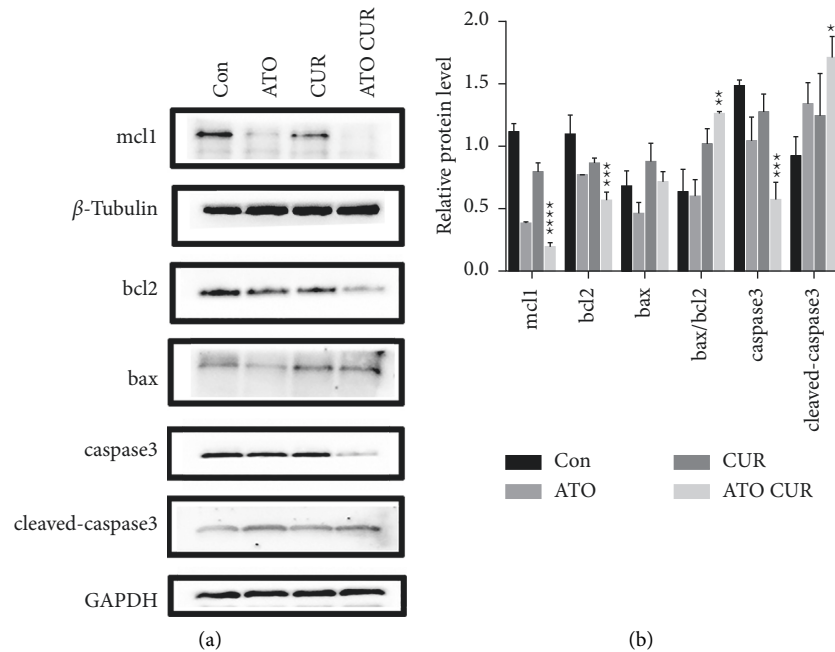 Con
ATO
CUR
ATO CUR
mcl1
β-Tubulin
bcl2
bax
caspase3
cleaved-caspase3
GAPDH
(a)
2.0
1.5
1.0
0.5
0.0
Relative protein level
****
***
**
***
*
mcl1
bcl2
bax
bax/bcl2
caspase3
cleaved-caspase3
Con
CUR
ATO
ATO CUR
(b)